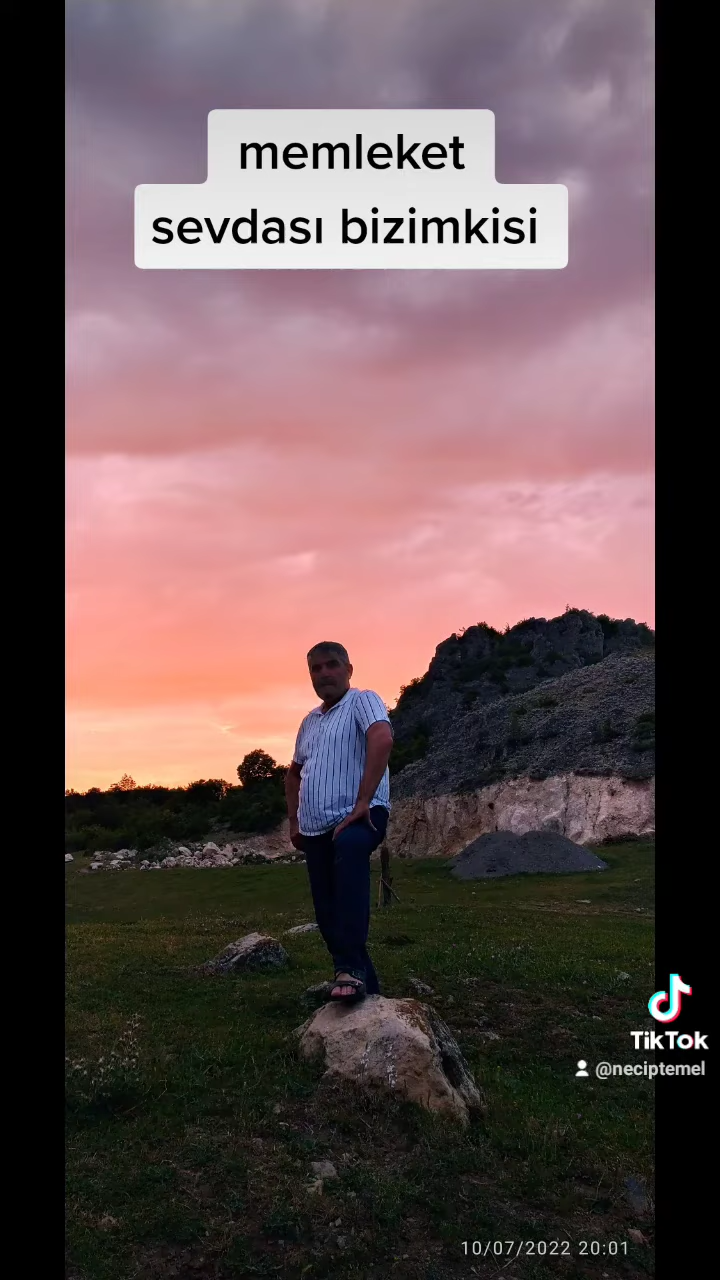 memleket
sevdası bizimkisi
TikTok
@neciptemel
10/07/2022 20:01